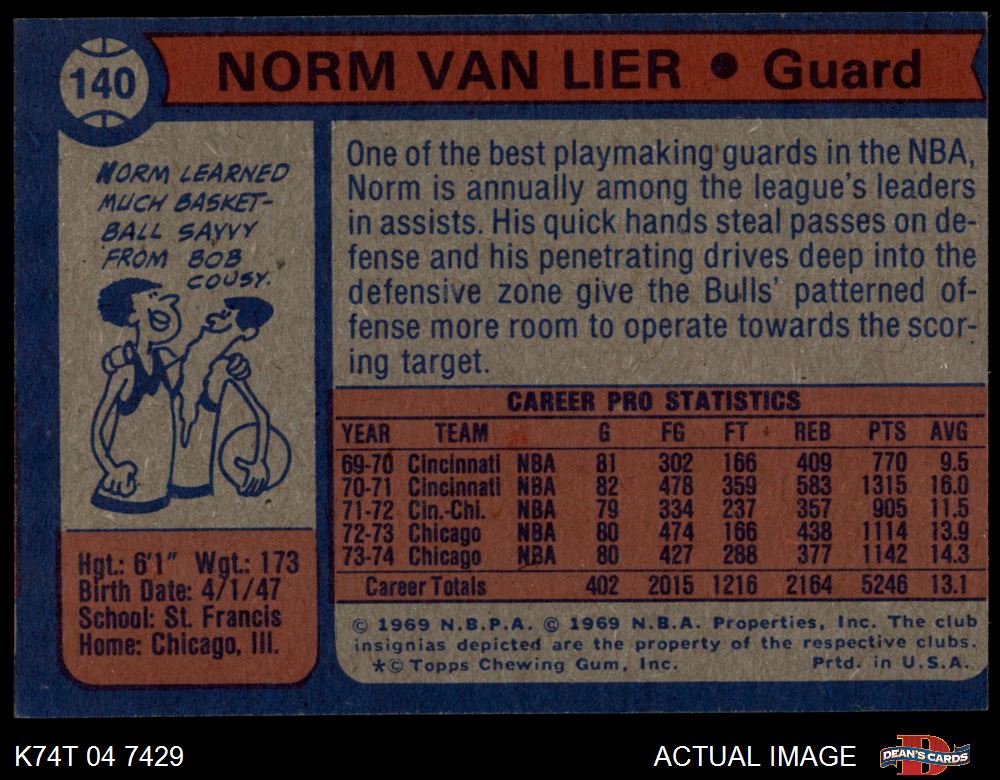 140
NORM VAN LIER • Guard
NORM LEARNED
MUCH BASKET-
BALL SAVVY
FROM BOB
COUSY.
One of the best playmaking guards in the NBA,
Norm is annually among the league's leaders
in assists. His quick hands steal passes on de-
fense and his penetrating drives deep into the
defensive zone give the Bulls' patterned of-
fense more room to operate towards the scor-
ing target.
Hgt.: 6'1" Wgt.: 173
Birth Date: 4/1/47
School: St. Francis
Home: Chicago, Ill.
CAREER PRO STATISTICS
YEAR TEAM G FG FT REB PTS AVG
69-70 Cincinnati NBA 81 302 166 409 770 9.5
70-71 Cincinnati NBA 82 478 359 583 1315 16.0
71-72 Cin.-Chi. NBA 79 334 237 357 905 11.5
72-73 Chicago NBA 80 474 166 438 1114 13.9
73-74 Chicago NBA 80 427 288 377 1142 14.3
Career Totals 402 2015 1216 2164 5246 13.1
© 1969 N.B.P.A. © 1969 N.B.A. Properties, Inc. The club
insignias depicted are the property of the respective clubs.
*© Topps Chewing Gum, Inc. Prtd. in U.S.A.
K74T 04 7429
ACTUAL IMAGE
DEAN'S CARDS